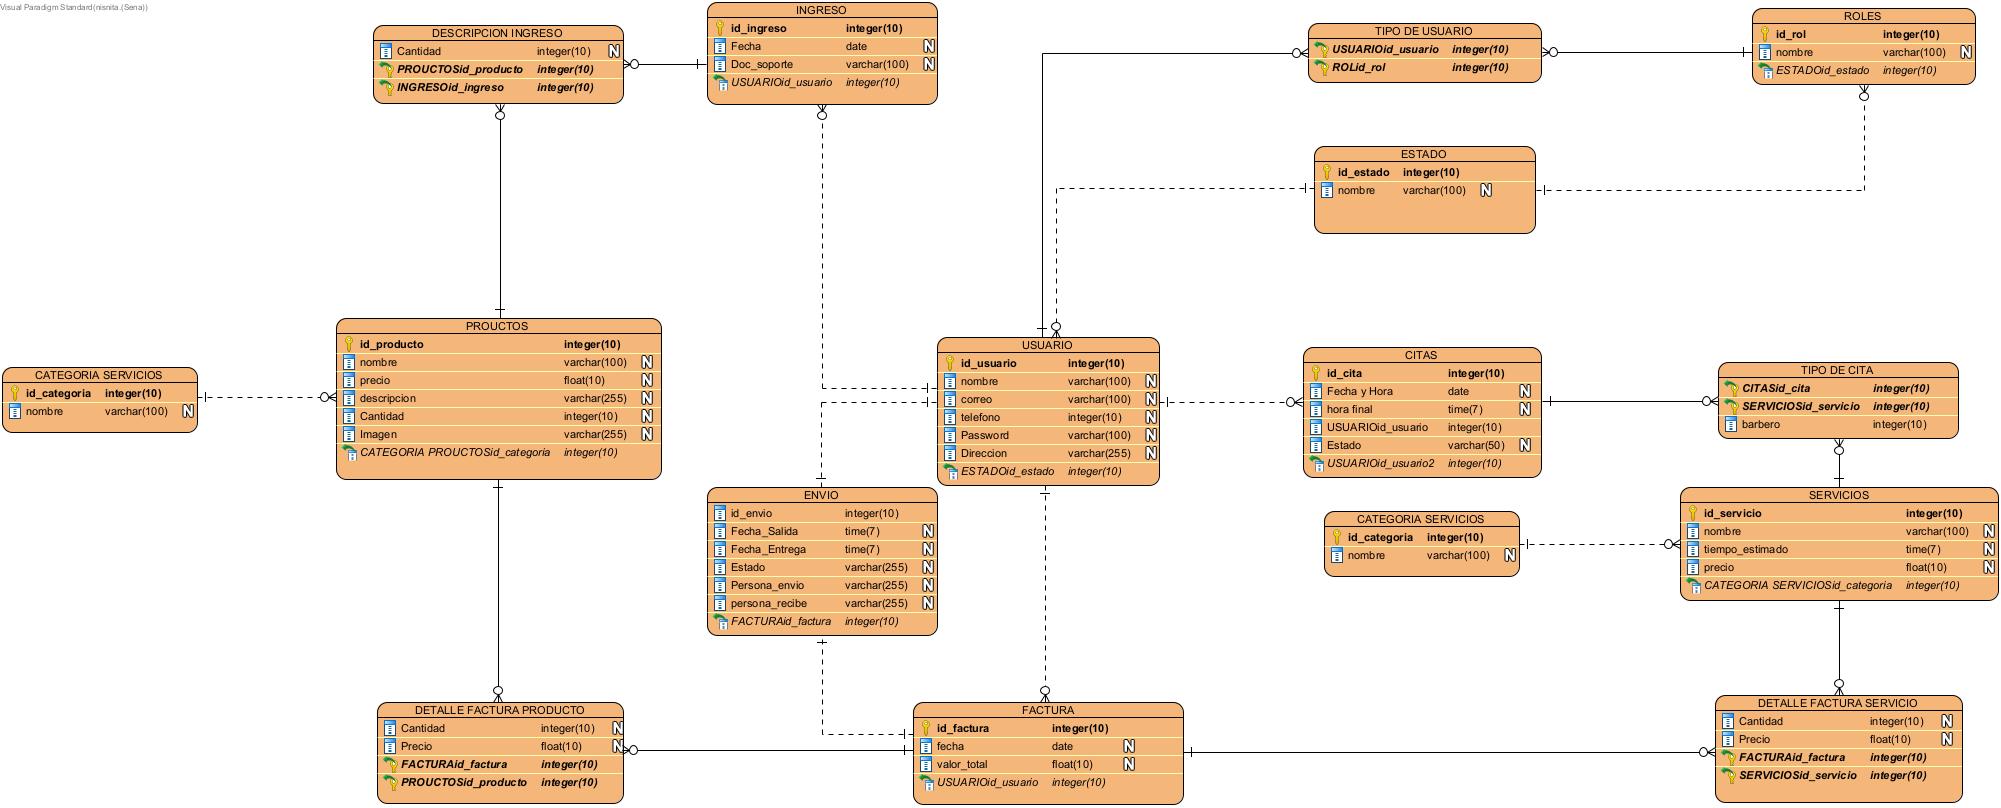 Visual Paradigm Standard(nisnita.(Sena))
DESCRIPCION INGRESO
Cantidad integer(10) N
PROUCTOSid_producto integer(10)
INGRESOid_ingreso integer(10)
INGRESO
id_ingreso integer(10)
Fecha date N
Doc_soporte varchar(100) N
USUARIOid_usuario integer(10)
TIPO DE USUARIO
USUARIOid_usuario integer(10)
ROLid_rol integer(10)
ROLES
id_rol integer(10)
nombre varchar(100) N
ESTADOid_estado integer(10)
ESTADO
id_estado integer(10)
nombre varchar(100) N
CATEGORIA SERVICIOS
id_categoria integer(10)
nombre varchar(100) N
PROUCTOS
id_producto integer(10)
nombre varchar(100) N
precio float(10) N
descripcion varchar(255) N
Cantidad integer(10) N
Imagen varchar(255) N
CATEGORIA PROUCTOSid_categoria integer(10)
USUARIO
id_usuario integer(10)
nombre varchar(100) N
correo varchar(100) N
telefono integer(10) N
Password varchar(100) N
Direccion varchar(255) N
ESTADOid_estado integer(10)
CITAS
id_cita integer(10)
Fecha y Hora date N
hora final time(7) N
USUARIOid_usuario integer(10)
Estado varchar(50) N
USUARIOid_usuario2 integer(10)
TIPO DE CITA
CITASid_cita integer(10)
SERVICIOSid_servicio integer(10)
barbero integer(10)
ENVIO
id_envio integer(10)
Fecha_Salida time(7) N
Fecha_Entrega time(7) N
Estado varchar(255) N
Persona_envio varchar(255) N
persona_recibe varchar(255) N
FACTURAid_factura integer(10)
CATEGORIA SERVICIOS
id_categoria integer(10)
nombre varchar(100) N
SERVICIOS
id_servicio integer(10)
nombre varchar(100) N
tiempo_estimado time(7) N
precio float(10) N
CATEGORIA SERVICIOSid_categoria integer(10)
DETALLE FACTURA PRODUCTO
Cantidad integer(10) N
Precio float(10) N
FACTURAid_factura integer(10)
PROUCTOSid_producto integer(10)
FACTURA
id_factura integer(10)
fecha date N
valor_total float(10) N
USUARIOid_usuario integer(10)
DETALLE FACTURA SERVICIO
Cantidad integer(10) N
Precio float(10) N
FACTURAid_factura integer(10)
SERVICIOSid_servicio integer(10)